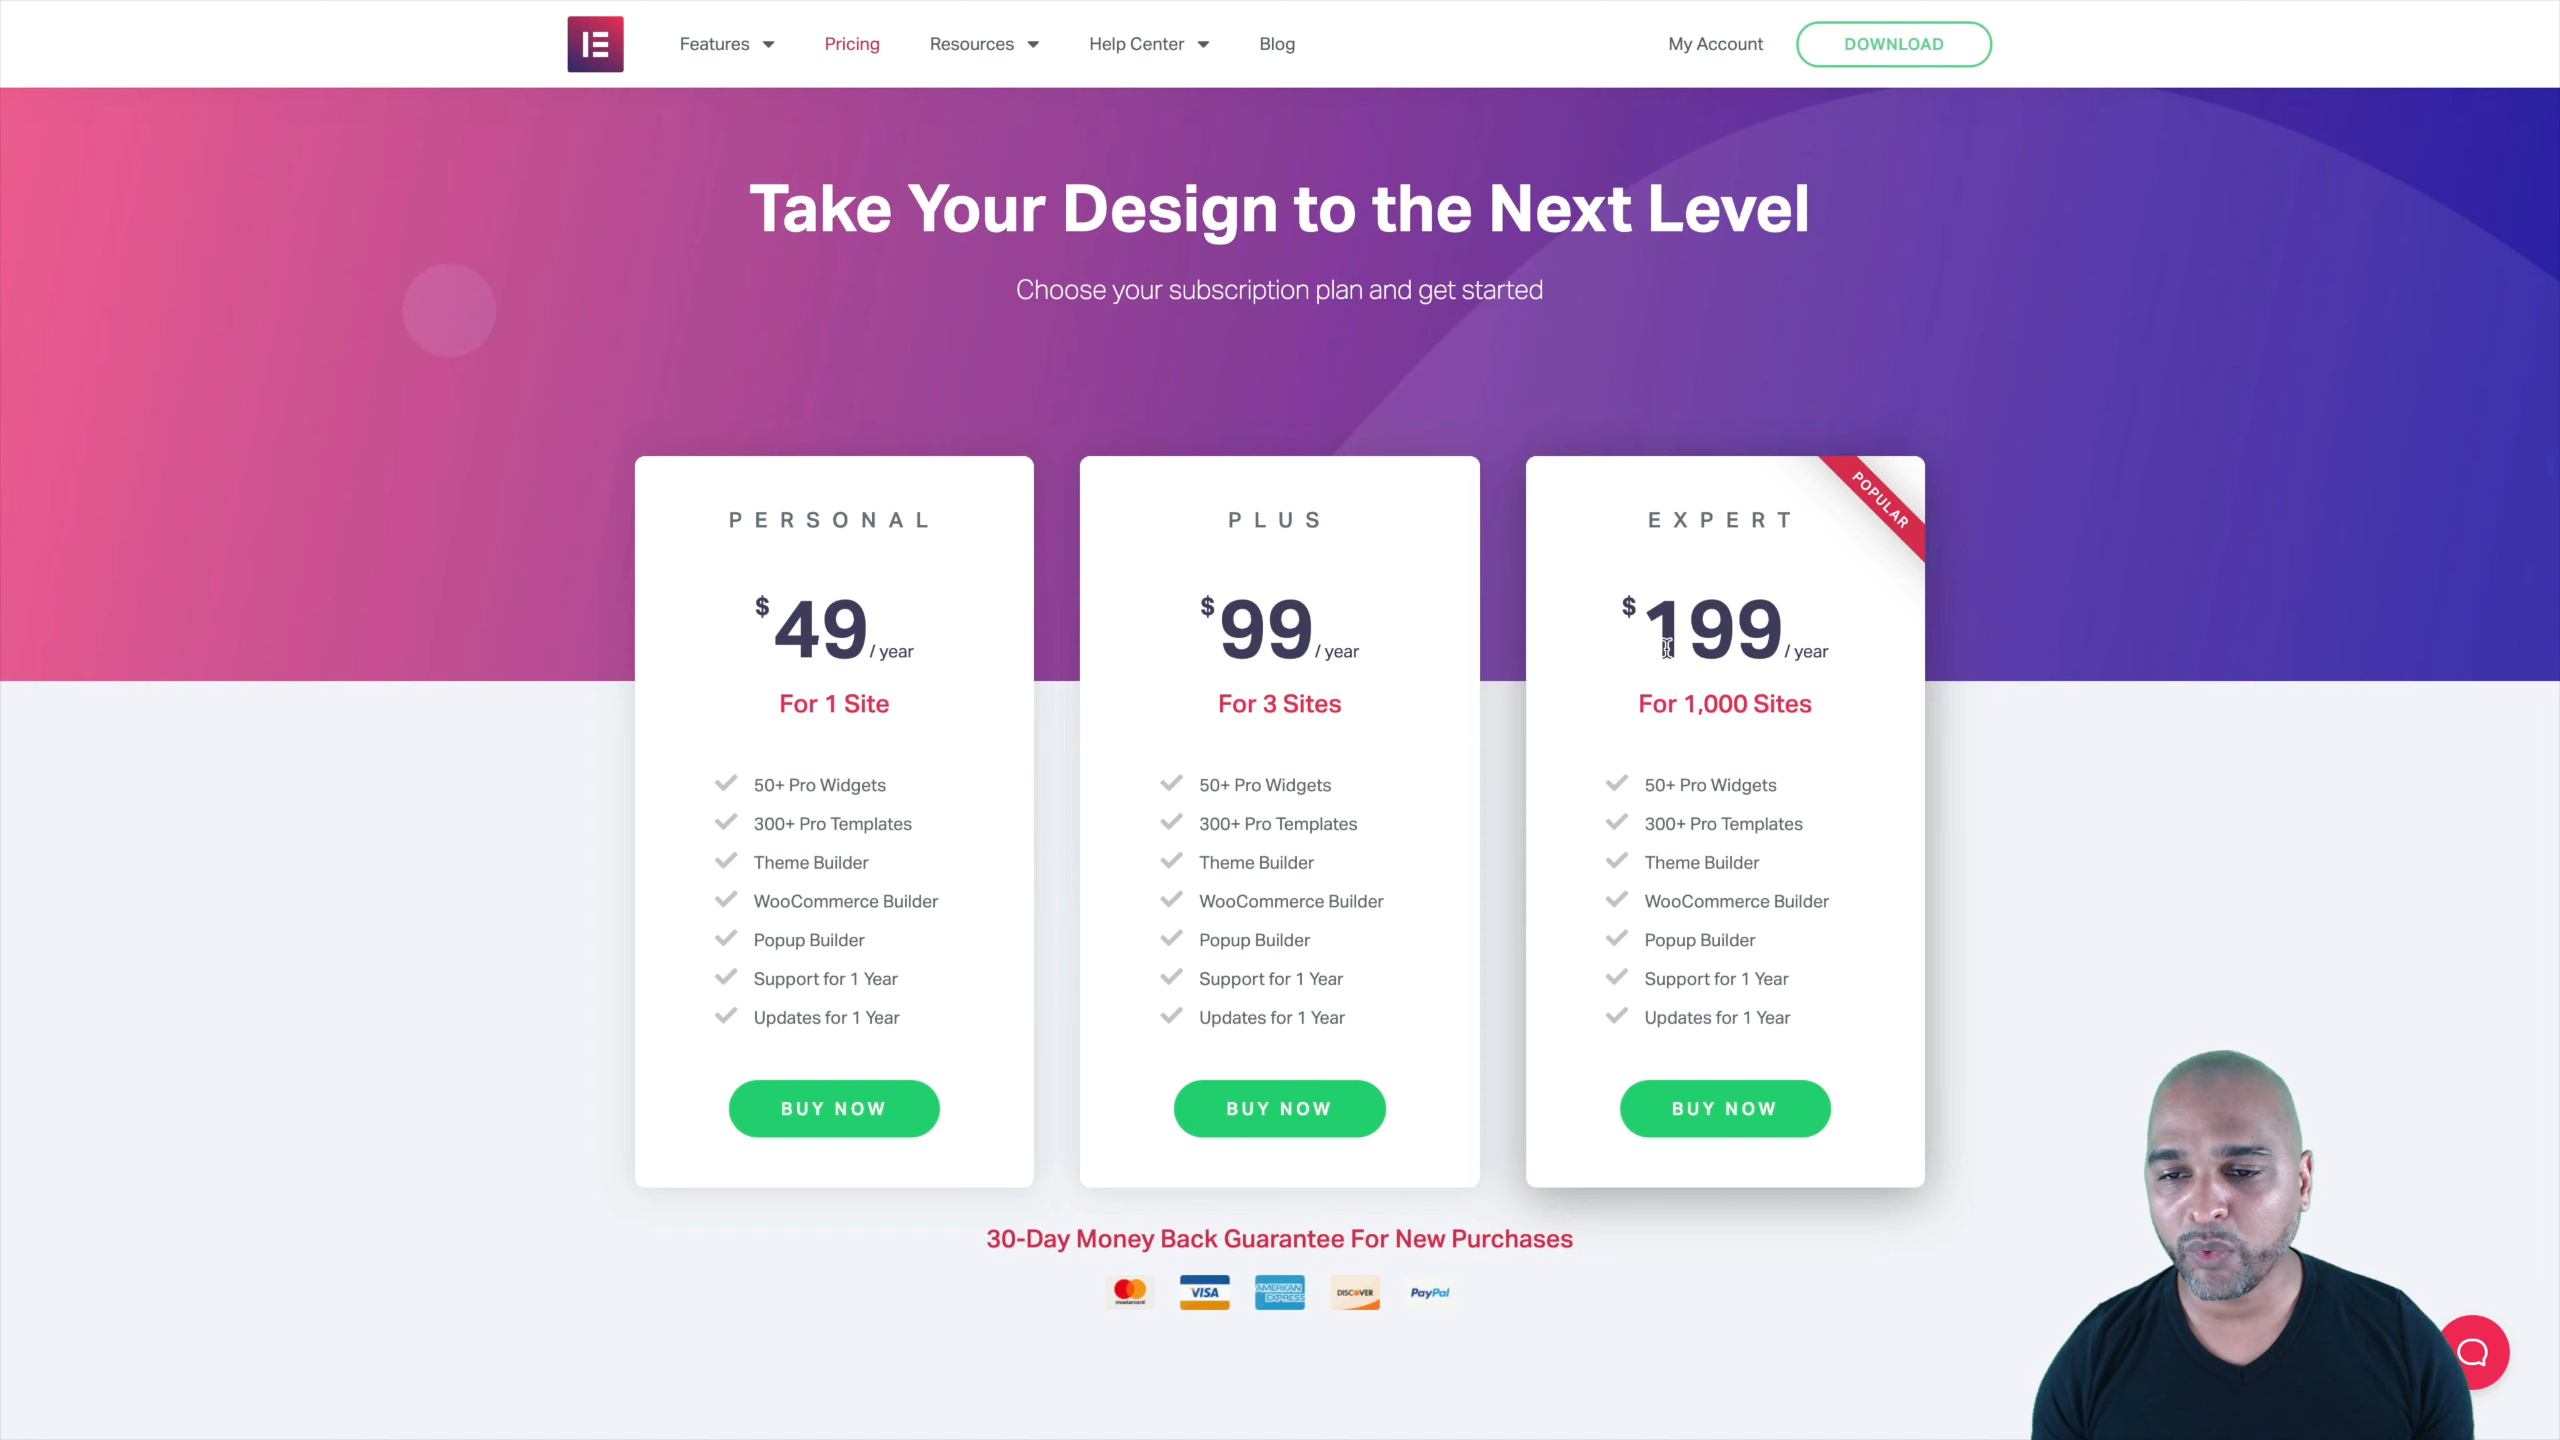 Features
Pricing
Resources
Help Center
Blog
My Account
DOWNLOAD
Take Your Design to the Next Level
Choose your subscription plan and get started
PERSONAL
$49/ year
For 1 Site
50+ Pro Widgets
300+ Pro Templates
Theme Builder
WooCommerce Builder
Popup Builder
Support for 1 Year
Updates for 1 Year
BUY NOW
PLUS
$99/ year
For 3 Sites
50+ Pro Widgets
300+ Pro Templates
Theme Builder
WooCommerce Builder
Popup Builder
Support for 1 Year
Updates for 1 Year
BUY NOW
POPULAR
EXPERT
$199/ year
For 1,000 Sites
50+ Pro Widgets
300+ Pro Templates
Theme Builder
WooCommerce Builder
Popup Builder
Support for 1 Year
Updates for 1 Year
BUY NOW
30-Day Money Back Guarantee For New Purchases
mastercard
VISA
AMERICAN EXPRESS
DISCOVER
PayPal